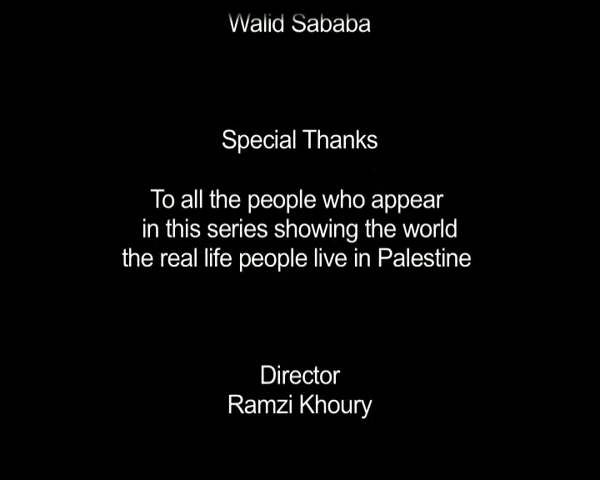 Walid Sababa
Special Thanks
To all the people who appear
in this series showing the world
the real life people live in Palestine
Director
Ramzi Khoury